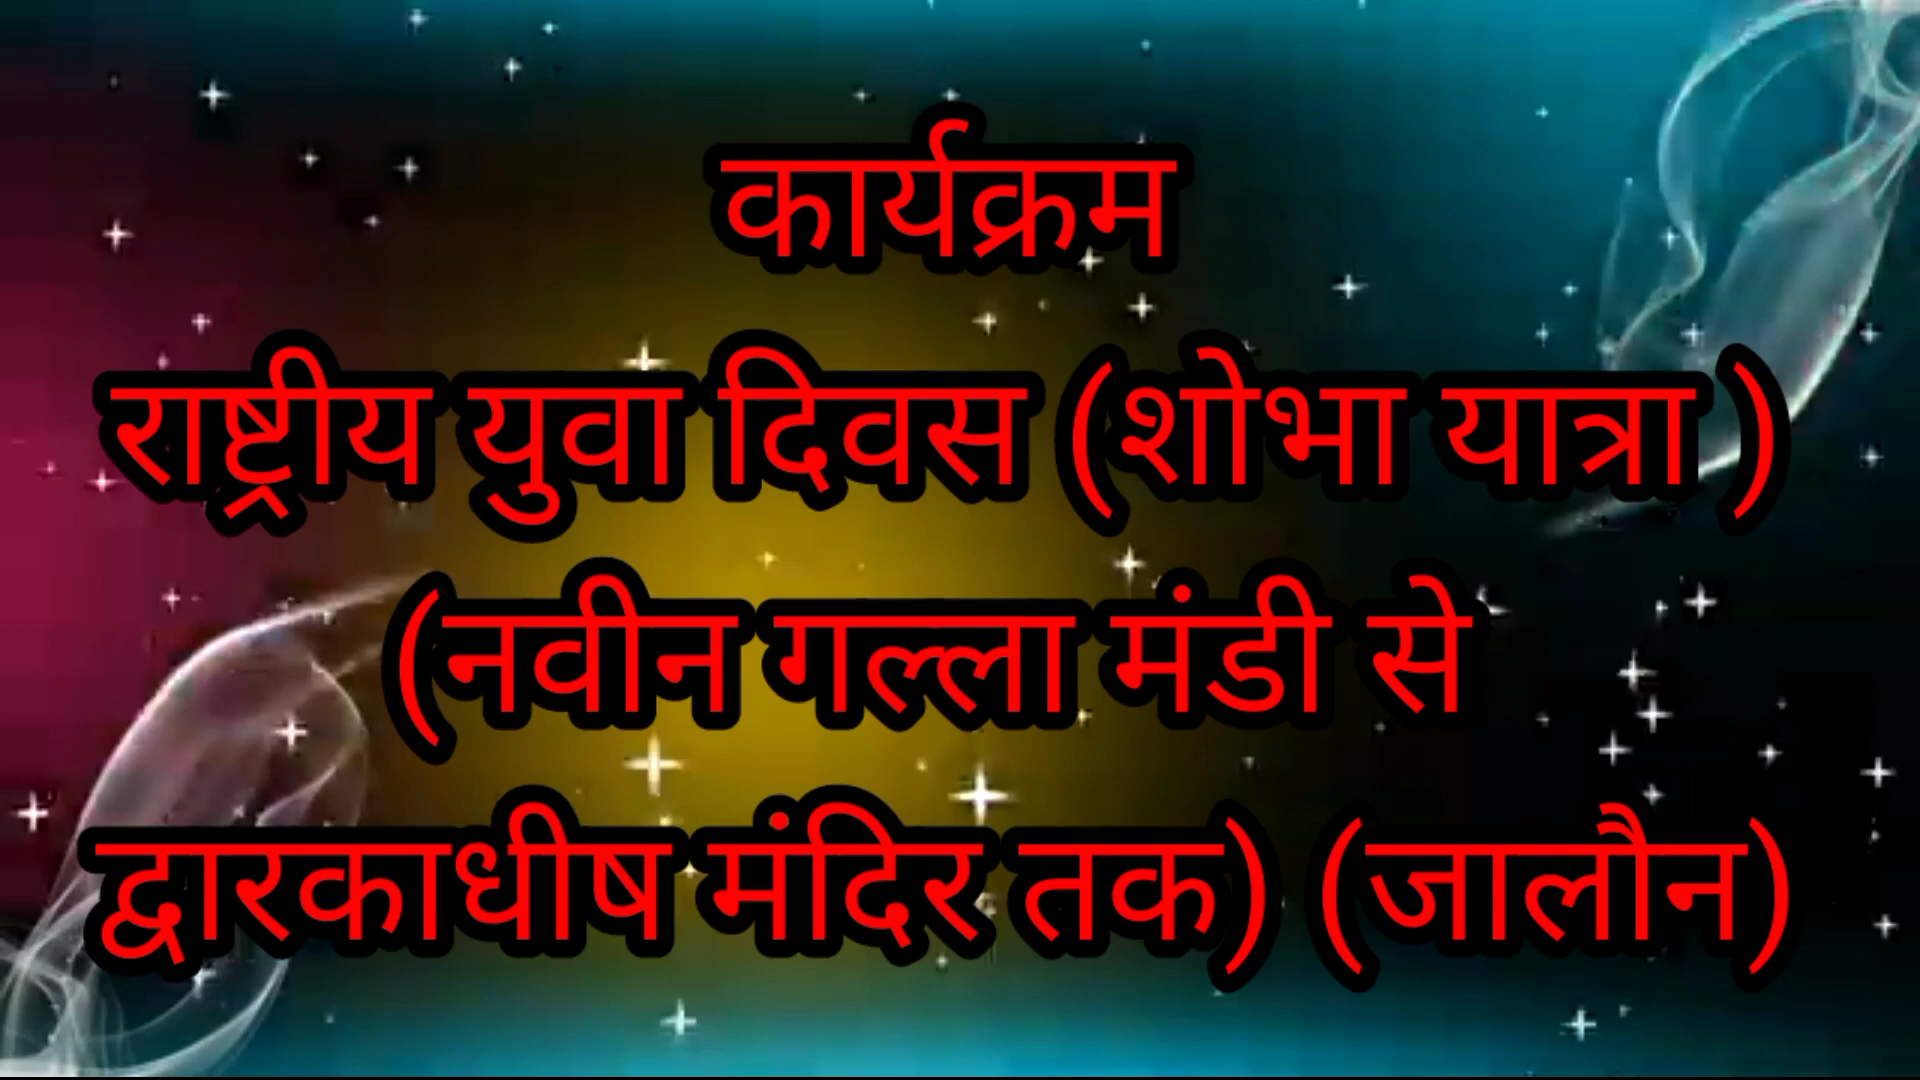 कार्यक्रम
राष्ट्रीय युवा दिवस (शोभा यात्रा )
(नवीन गल्ला मंडी से
द्वारकाधीष मंदिर तक) (जालौन)